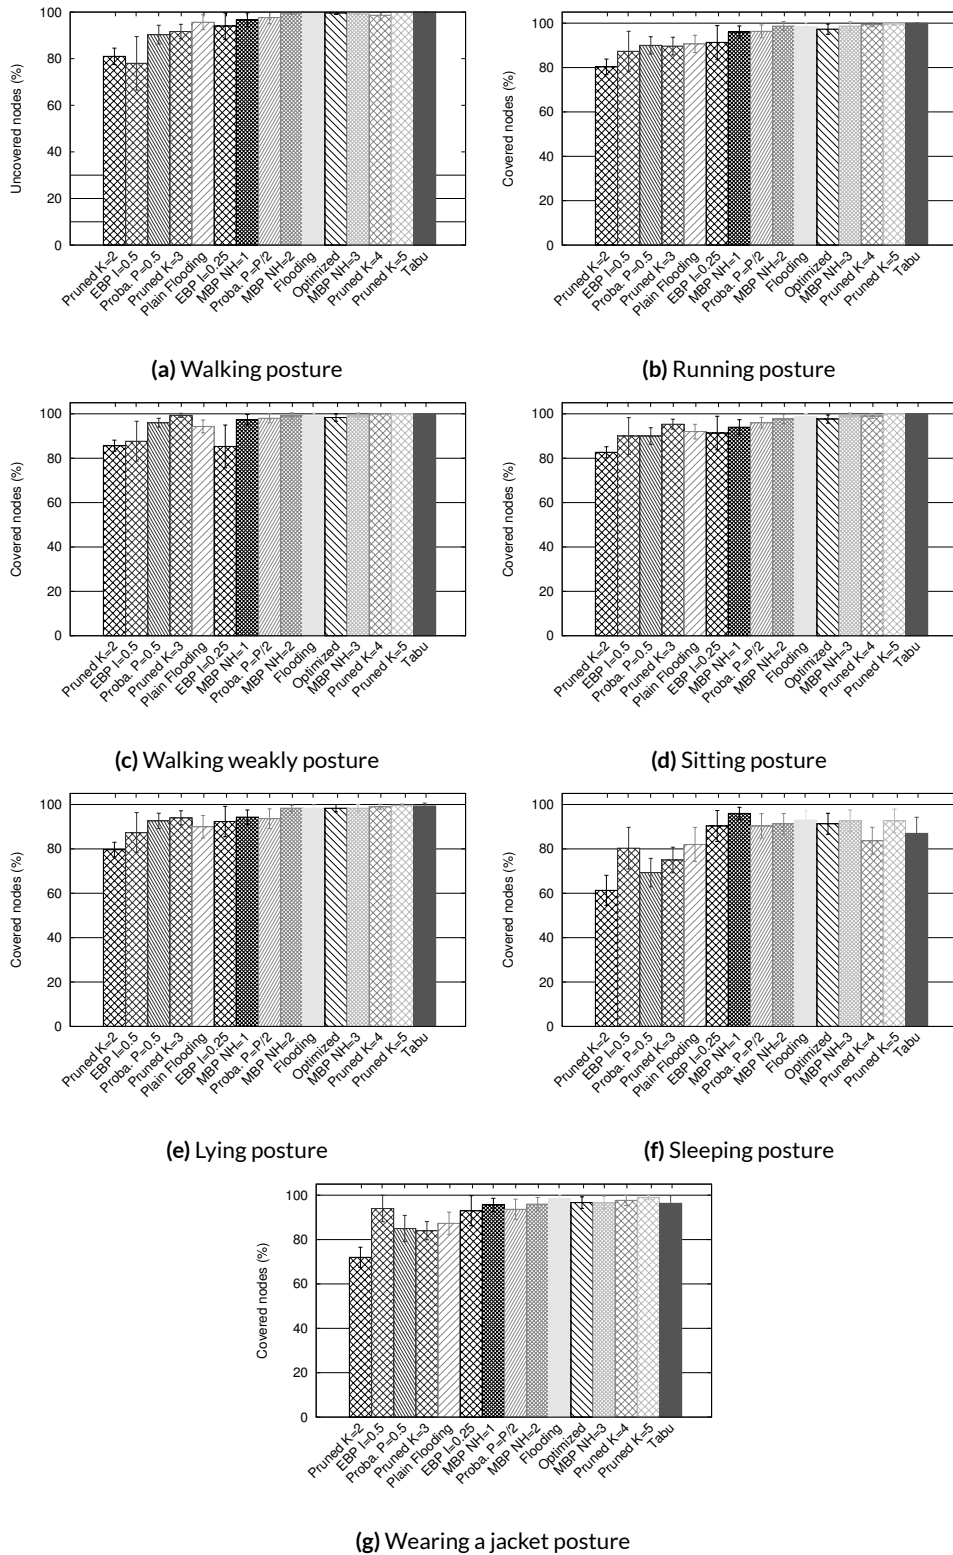 Uncovered nodes (%)
100
80
60
40
20
0
Pruned K=2
EBP I=0.5
Proba. P=0.5
Pruned K=3
Plain Flooding
EBP I=0.25
MBP NH=1
Proba. P=P/2
MBP NH=2
Flooding
Optimized
MBP NH=3
Pruned K=4
Pruned K=5
Tabu
(a) Walking posture
Covered nodes (%)
100
80
60
40
20
0
Pruned K=2
EBP I=0.5
Proba. P=0.5
Pruned K=3
Plain Flooding
EBP I=0.25
MBP NH=1
Proba. P=P/2
MBP NH=2
Flooding
Optimized
MBP NH=3
Pruned K=4
Pruned K=5
Tabu
(b) Running posture
Covered nodes (%)
100
80
60
40
20
0
Pruned K=2
EBP I=0.5
Proba. P=0.5
Pruned K=3
Plain Flooding
EBP I=0.25
MBP NH=1
Proba. P=P/2
MBP NH=2
Flooding
Optimized
MBP NH=3
Pruned K=4
Pruned K=5
Tabu
(c) Walking weakly posture
Covered nodes (%)
100
80
60
40
20
0
Pruned K=2
EBP I=0.5
Proba. P=0.5
Pruned K=3
Plain Flooding
EBP I=0.25
MBP NH=1
Proba. P=P/2
MBP NH=2
Flooding
Optimized
MBP NH=3
Pruned K=4
Pruned K=5
Tabu
(d) Sitting posture
Covered nodes (%)
100
80
60
40
20
0
Pruned K=2
EBP I=0.5
Proba. P=0.5
Pruned K=3
Plain Flooding
EBP I=0.25
MBP NH=1
Proba. P=P/2
MBP NH=2
Flooding
Optimized
MBP NH=3
Pruned K=4
Pruned K=5
Tabu
(e) Lying posture
Covered nodes (%)
100
80
60
40
20
0
Pruned K=2
EBP I=0.5
Proba. P=0.5
Pruned K=3
Plain Flooding
EBP I=0.25
MBP NH=1
Proba. P=P/2
MBP NH=2
Flooding
Optimized
MBP NH=3
Pruned K=4
Pruned K=5
Tabu
(f) Sleeping posture
Covered nodes (%)
100
80
60
40
20
0
Pruned K=2
EBP I=0.5
Proba. P=0.5
Pruned K=3
Plain Flooding
EBP I=0.25
MBP NH=1
Proba. P=P/2
MBP NH=2
Flooding
Optimized
MBP NH=3
Pruned K=4
Pruned K=5
Tabu
(g) Wearing a jacket posture